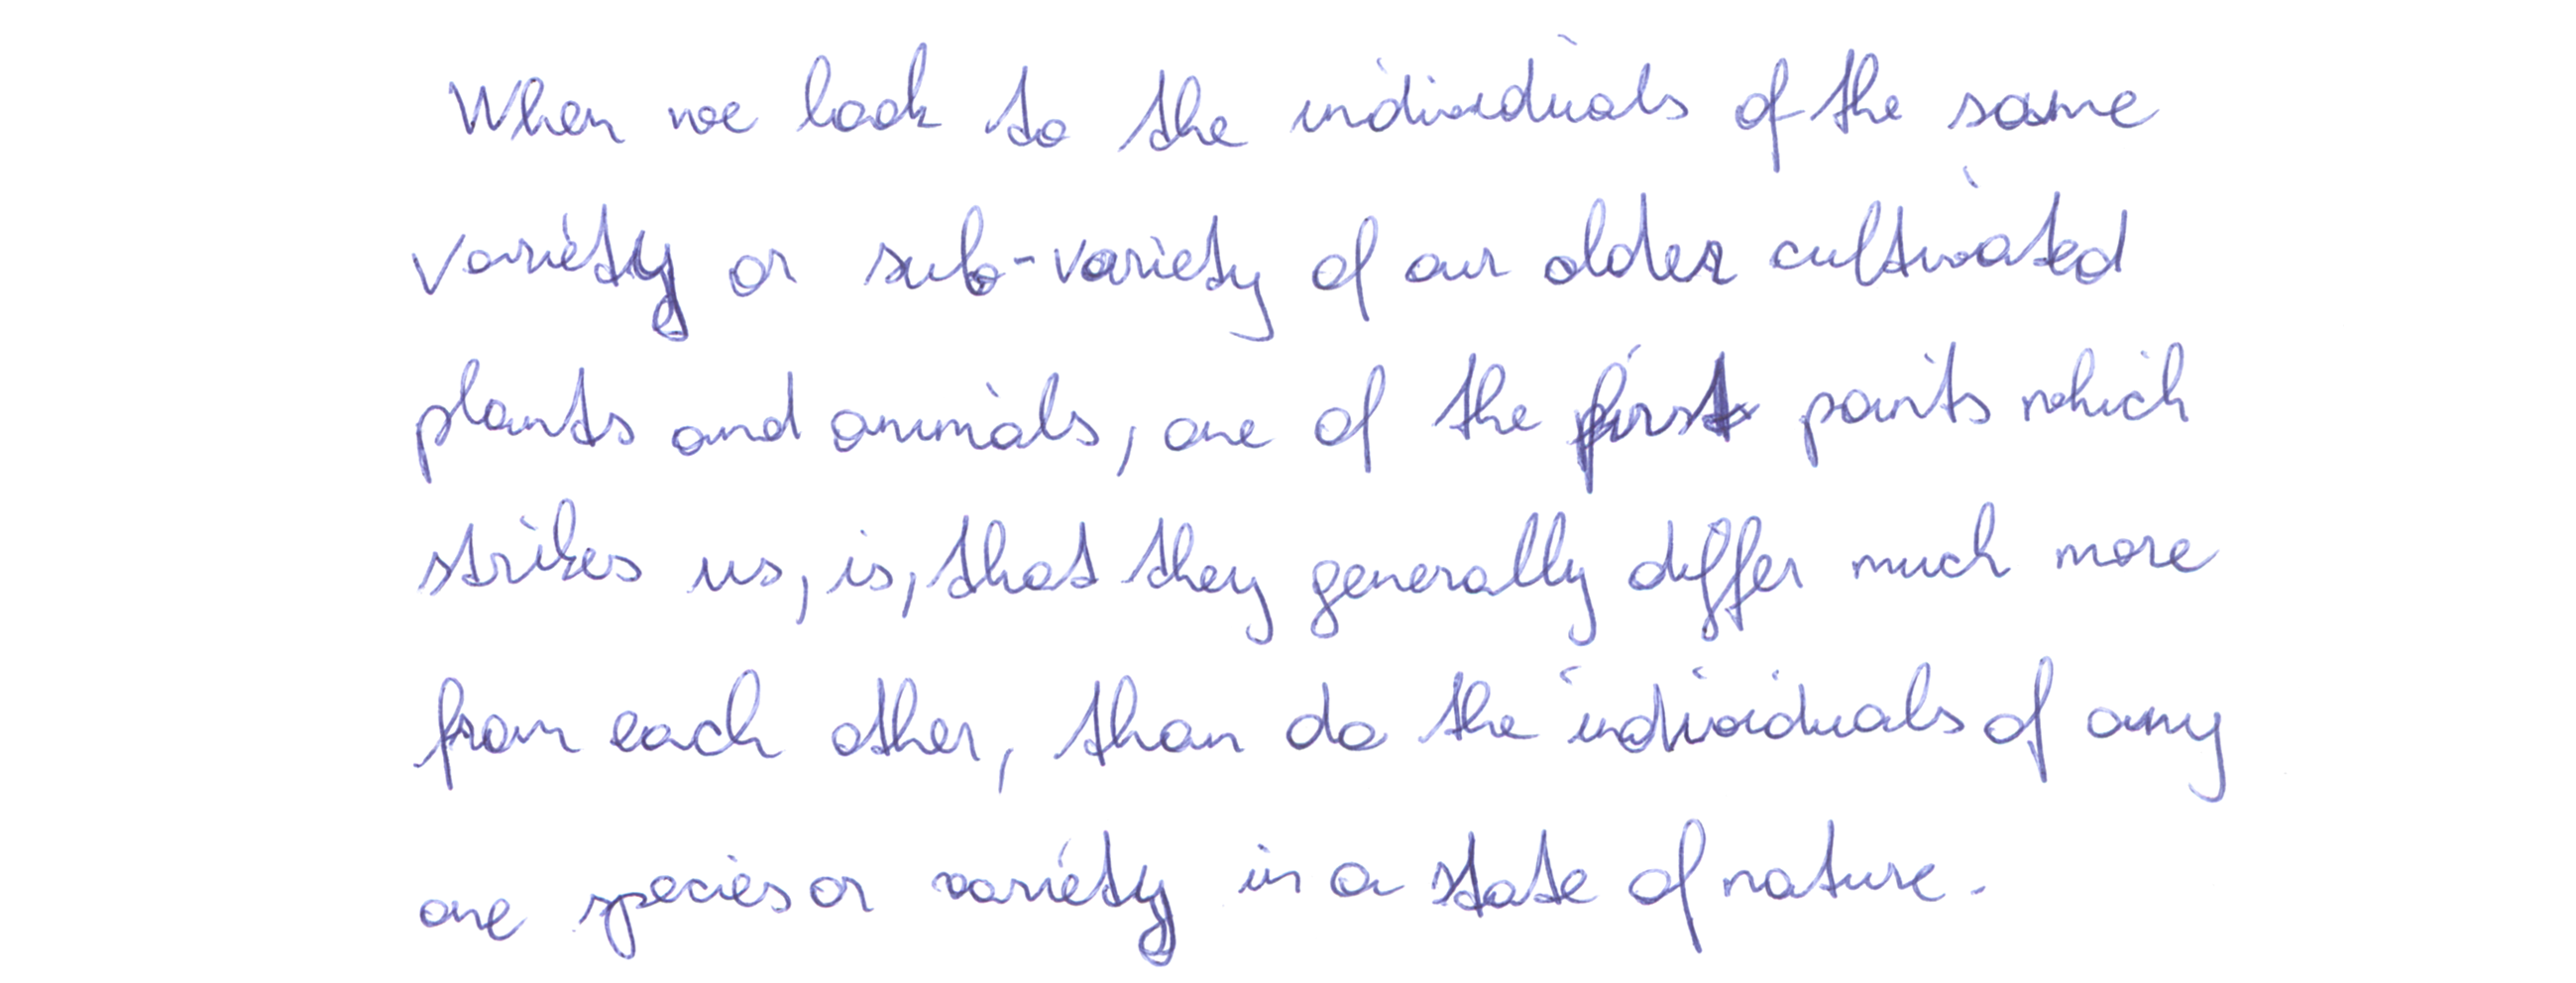 When we look to the individuals of the same
variety or sub-variety of our older cultivated
plants and animals, one of the first points which
strikes us, is, that they generally differ much more
from each other, than do the individuals of any
one species or variety in a state of nature.